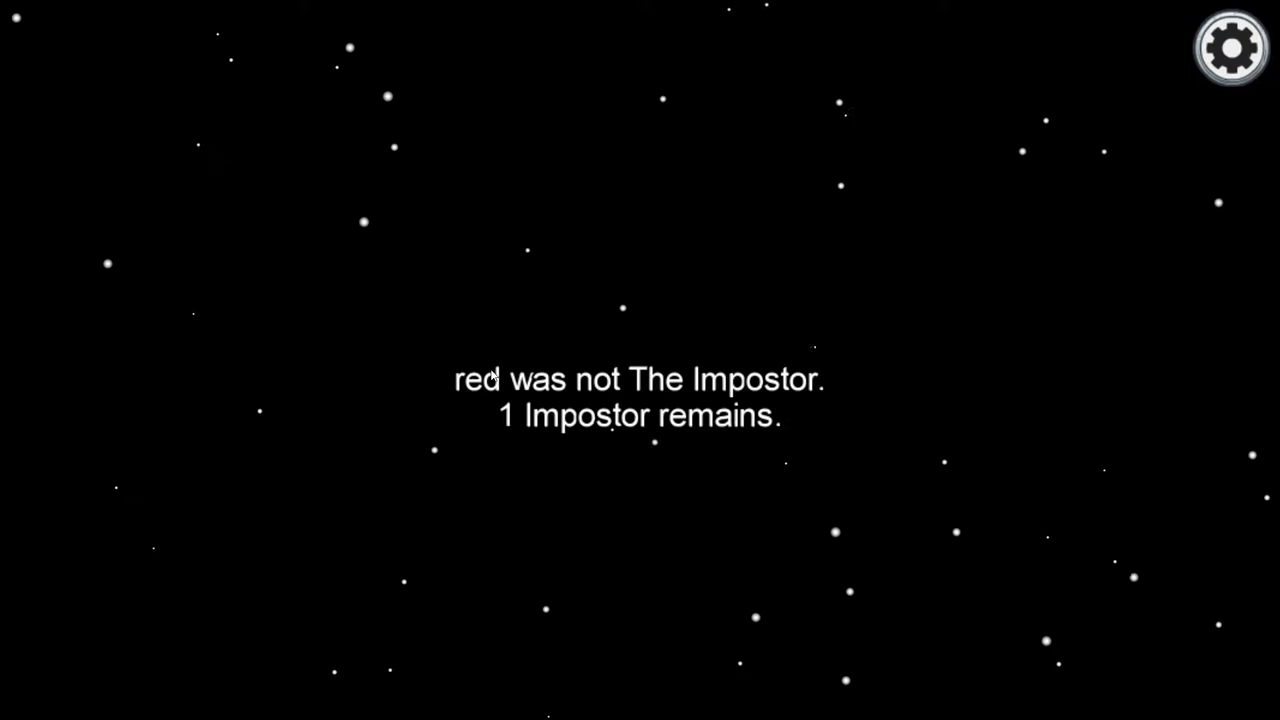 red was not The Impostor.
1 Impostor remains.